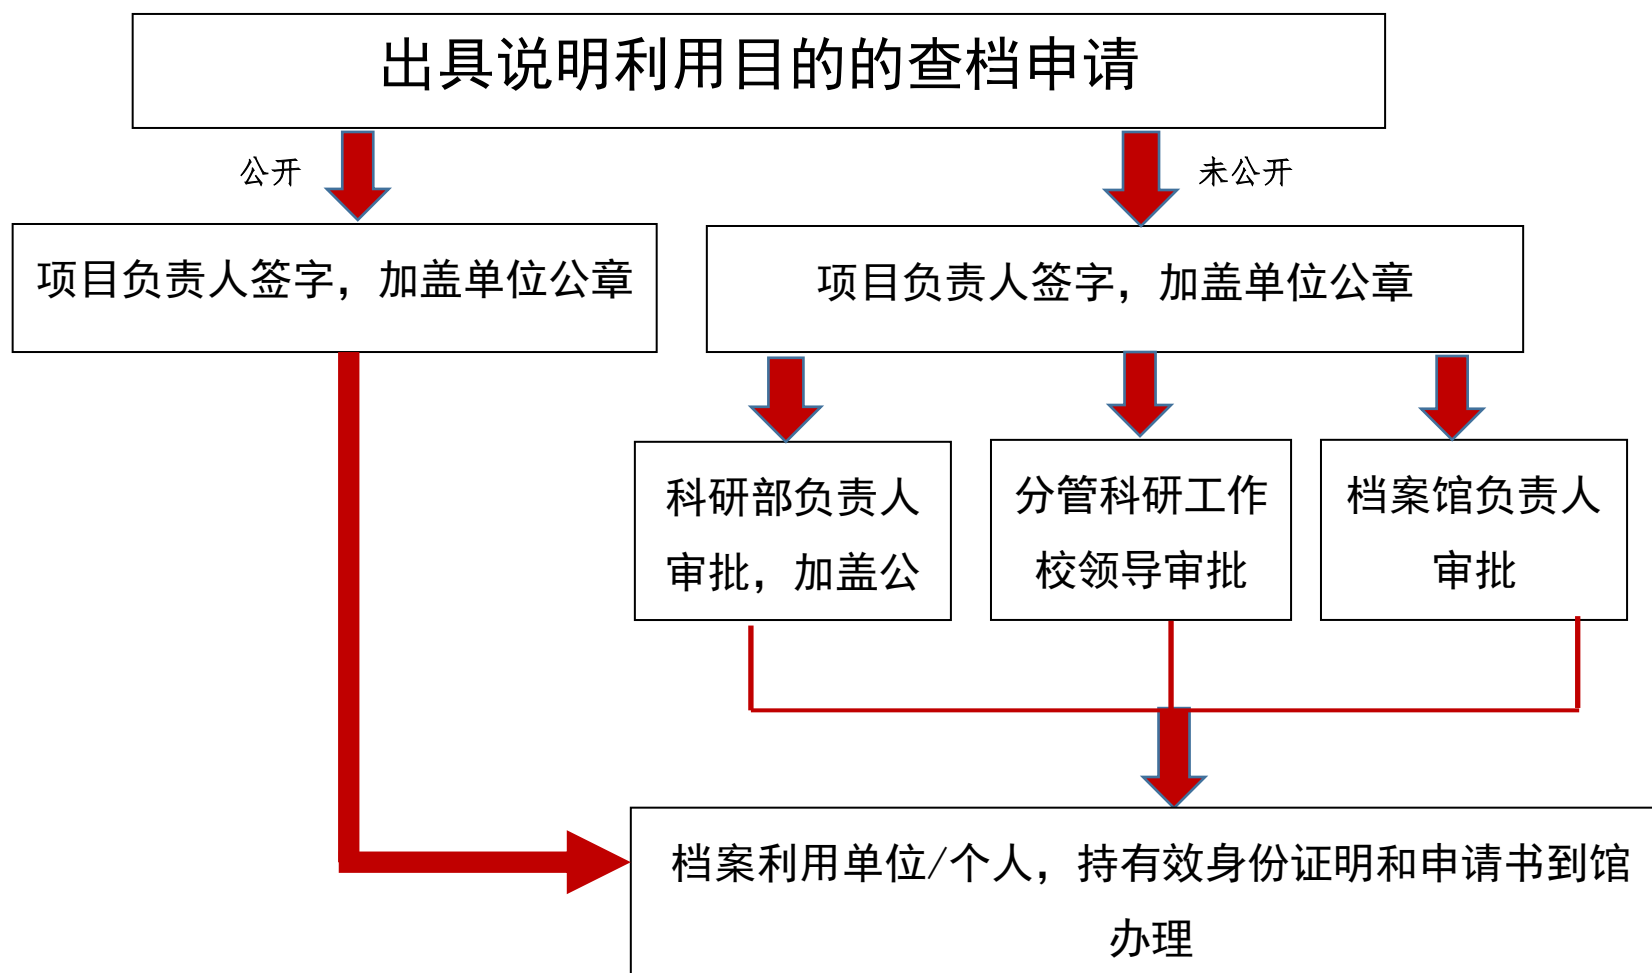 出具说明利用目的的查档申请
公开
未公开
项目负责人签字，加盖单位公章
项目负责人签字，加盖单位公章
科研部负责人
审批，加盖公
分管科研工作
校领导审批
档案馆负责人
审批
档案利用单位/个人，持有效身份证明和申请书到馆
办理